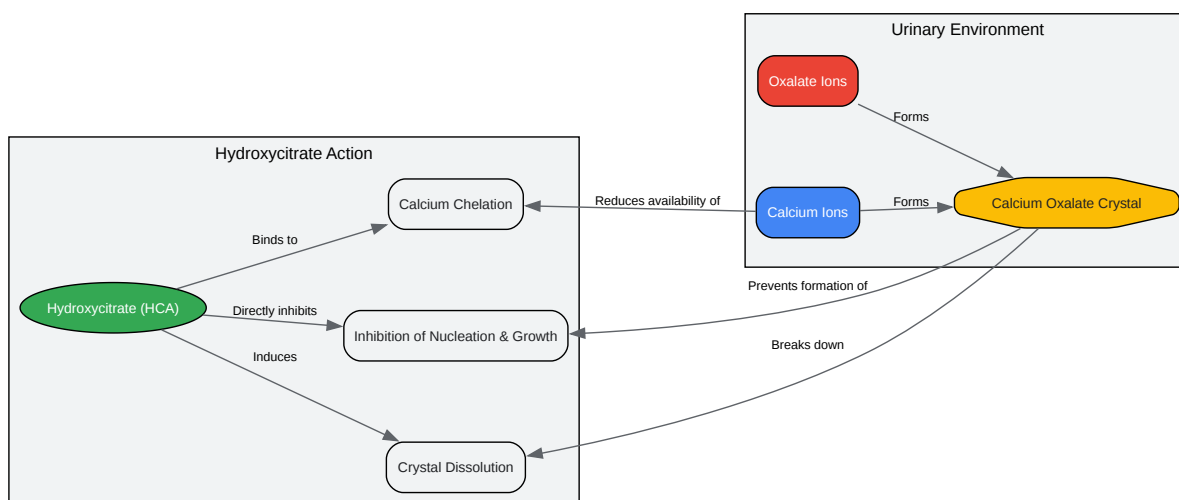 Urinary Environment
Oxalate Ions
Forms
Hydroxycitrate Action
Calcium Chelation
Reduces availability of
Calcium Ions
Forms
Calcium Oxalate Crystal
Binds to
Prevents formation of
Hydroxycitrate (HCA)
Directly inhibits
Inhibition of Nucleation & Growth
Breaks down
Induces
Crystal Dissolution